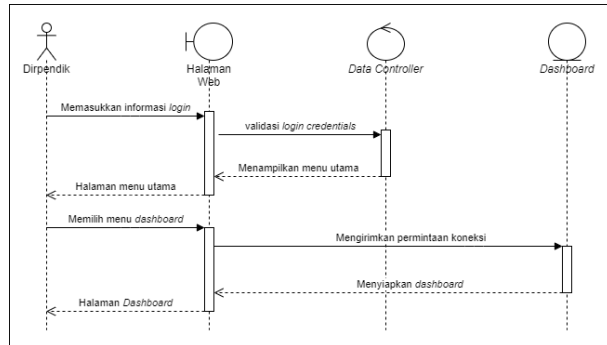 Dirpendik
Halaman
Web
Data Controller
Dashboard
Memasukkan informasi login
validasi login credentials
Menampilkan menu utama
Halaman menu utama
Memilih menu dashboard
Mengirimkan permintaan koneksi
Menyiapkan dashboard
Halaman Dashboard